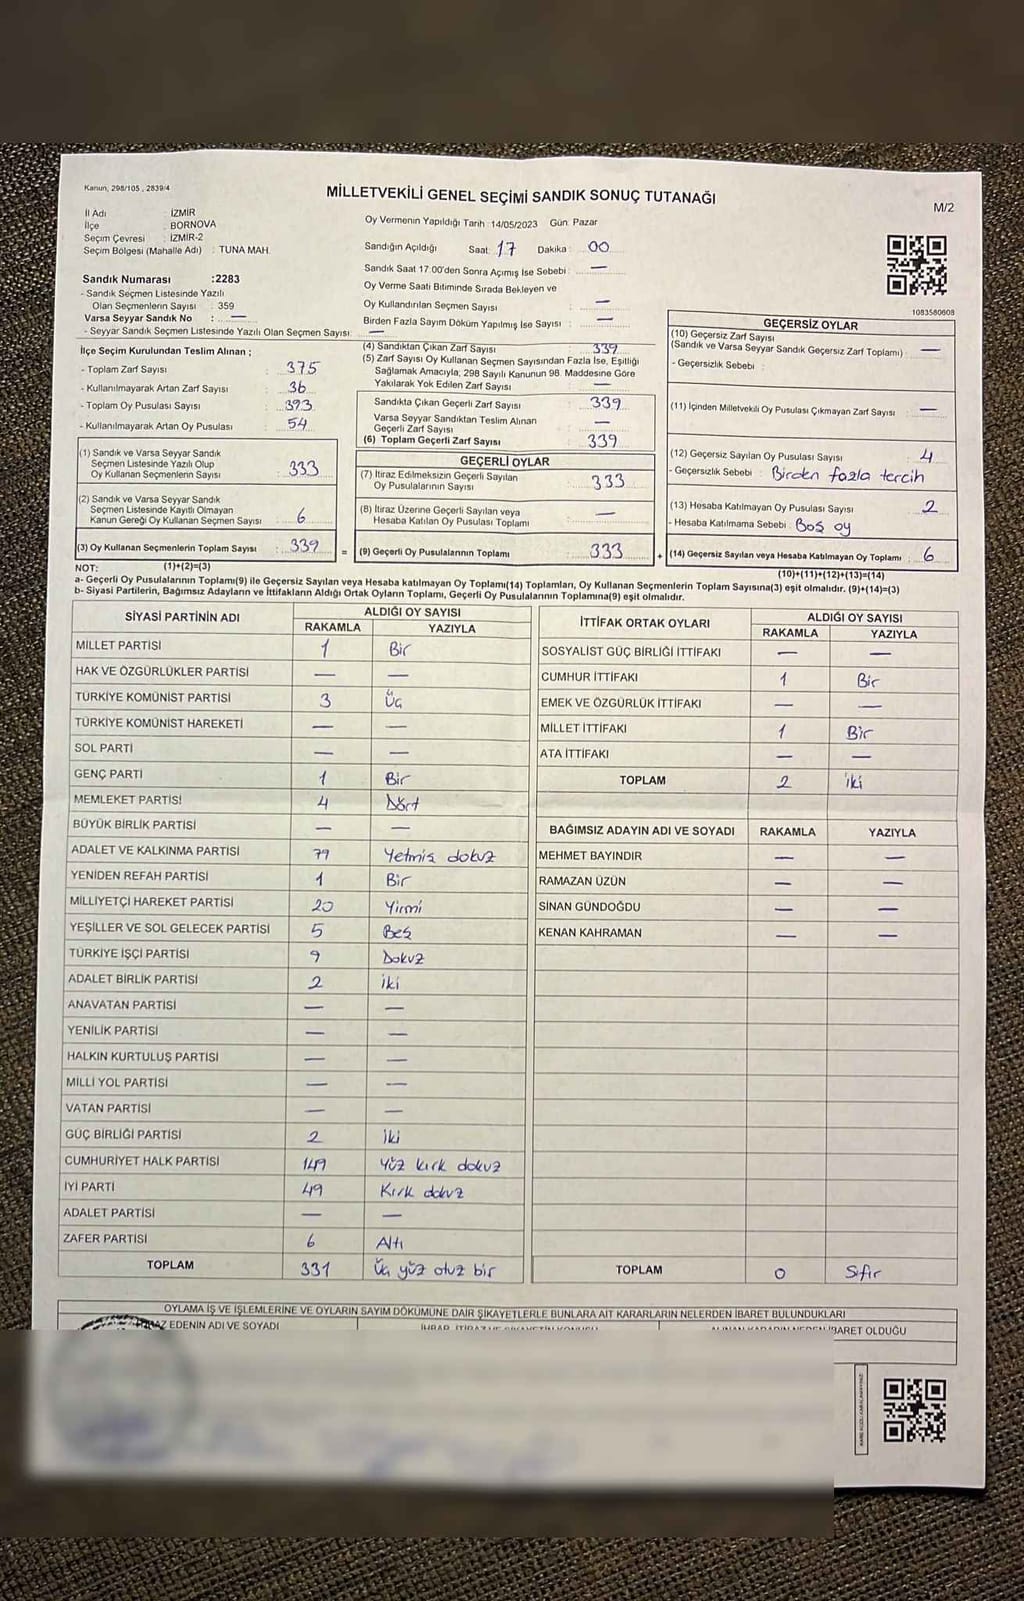 Kanun, 298/105 , 2839/4
MİLLETVEKİLİ GENEL SEÇİMİ SANDIK SONUÇ TUTANAĞI
M/2
İl Adı : İZMİR
İlçe : BORNOVA
Seçim Çevresi : İZMİR-2
Seçim Bölgesi (Mahalle Adı) : TUNA MAH.
Sandık Numarası :2283
- Sandık Seçmen Listesinde Yazılı
Olan Seçmenlerin Sayısı : 359
Varsa Seyyar Sandık No : —
- Seyyar Sandık Seçmen Listesinde Yazılı Olan Seçmen Sayısı: —
Oy Vermenin Yapıldığı Tarih :14/05/2023 Gün: Pazar
Sandığın Açıldığı Saat: 17 Dakika : 00
Sandık Saat 17:00'den Sonra Açımış İse Sebebi : —
Oy Verme Saati Bitiminde Sırada Bekleyen ve
Oy Kullandırılan Seçmen Sayısı : —
Birden Fazla Sayım Döküm Yapılmış İse Sayısı : —
1083580608
İlçe Seçim Kurulundan Teslim Alınan ;
- Toplam Zarf Sayısı : 375
- Kullanılmayarak Artan Zarf Sayısı : 36
- Toplam Oy Pusulası Sayısı : 393
- Kullanılmayarak Artan Oy Pusulası : 54
(4) Sandıktan Çıkan Zarf Sayısı : 339
(5) Zarf Sayısı Oy Kullanan Seçmen Sayısından Fazla İse, Eşitliği
Sağlamak Amacıyla, 298 Sayılı Kanunun 98. Maddesine Göre
Yakılarak Yok Edilen Zarf Sayısı : —
Sandıkta Çıkan Geçerli Zarf Sayısı : 339
Varsa Seyyar Sandıktan Teslim Alınan
Geçerli Zarf Sayısı : —
(6) Toplam Geçerli Zarf Sayısı : 339
GEÇERSİZ OYLAR
(10) Geçersiz Zarf Sayısı
(Sandık ve Varsa Seyyar Sandık Geçersiz Zarf Toplamı) : —
- Geçersizlik Sebebi :
(11) İçinden Milletvekili Oy Pusulası Çıkmayan Zarf Sayısı : —
(12) Geçersiz Sayılan Oy Pusulası Sayısı : 4
- Geçersizlik Sebebi : Birden fazla tercih
(13) Hesaba Katılmayan Oy Pusulası Sayısı : 2
- Hesaba Katılmama Sebebi : Boş oy
(14) Geçersiz Sayılan veya Hesaba Katılmayan Oy Toplamı : 6
(10)+(11)+(12)+(13)=(14)
(1) Sandık ve Varsa Seyyar Sandık
Seçmen Listesinde Yazılı Olup
Oy Kullanan Seçmenlerin Sayısı : 333
(2) Sandık ve Varsa Seyyar Sandık
Seçmen Listesinde Kayıtlı Olmayan
Kanun Gereği Oy Kullanan Seçmen Sayısı : 6
(3) Oy Kullanan Seçmenlerin Toplam Sayısı : 339 =
(1)+(2)=(3)
GEÇERLİ OYLAR
(7) İtiraz Edilmeksizin Geçerli Sayılan
Oy Pusulalarının Sayısı : 333
(8) İtiraz Üzerine Geçerli Sayılan veya
Hesaba Katılan Oy Pusulası Toplamı : —
(9) Geçerli Oy Pusulalarının Toplamı : 333 +
NOT:
a- Geçerli Oy Pusulalarının Toplamı(9) ile Geçersiz Sayılan veya Hesaba katılmayan Oy Toplamı(14) Toplamları, Oy Kullanan Seçmenlerin Toplam Sayısına(3) eşit olmalıdır. (9)+(14)=(3)
b- Siyasi Partilerin, Bağımsız Adayların ve İttifakların Aldığı Ortak Oyların Toplamı, Geçerli Oy Pusulalarının Toplamına(9) eşit olmalıdır.
SİYASİ PARTİNİN ADI ALDIĞI OY SAYISI
RAKAMLA YAZIYLA
MİLLET PARTİSİ 1 Bir
HAK VE ÖZGÜRLÜKLER PARTİSİ — —
TÜRKİYE KOMÜNİST PARTİSİ 3 Üç
TÜRKİYE KOMÜNİST HAREKETİ — —
SOL PARTİ — —
GENÇ PARTİ 1 Bir
MEMLEKET PARTİSİ 4 Dört
BÜYÜK BİRLİK PARTİSİ — —
ADALET VE KALKINMA PARTİSİ 79 Yetmiş dokuz
YENİDEN REFAH PARTİSİ 1 Bir
MİLLİYETÇİ HAREKET PARTİSİ 20 Yirmi
YEŞİLLER VE SOL GELECEK PARTİSİ 5 Beş
TÜRKİYE İŞÇİ PARTİSİ 9 Dokuz
ADALET BİRLİK PARTİSİ 2 İki
ANAVATAN PARTİSİ — —
YENİLİK PARTİSİ — —
HALKIN KURTULUŞ PARTİSİ — —
MİLLİ YOL PARTİSİ — —
VATAN PARTİSİ — —
GÜÇ BİRLİĞİ PARTİSİ 2 İki
CUMHURİYET HALK PARTİSİ 149 Yüz kırk dokuz
İYİ PARTİ 49 Kırk dokuz
ADALET PARTİSİ — —
ZAFER PARTİSİ 6 Altı
TOPLAM 331 Üç yüz otuz bir
İTTİFAK ORTAK OYLARI ALDIĞI OY SAYISI
RAKAMLA YAZIYLA
SOSYALİST GÜÇ BİRLİĞİ İTTİFAKI — —
CUMHUR İTTİFAKI 1 Bir
EMEK VE ÖZGÜRLÜK İTTİFAKI — —
MİLLET İTTİFAKI 1 Bir
ATA İTTİFAKI — —
TOPLAM 2 İki
BAĞIMSIZ ADAYIN ADI VE SOYADI RAKAMLA YAZIYLA
MEHMET BAYINDIR — —
RAMAZAN ÜZÜN — —
SİNAN GÜNDOĞDU — —
KENAN KAHRAMAN — —
TOPLAM 0 Sıfır
OYLAMA İŞ VE İŞLEMLERİNE VE OYLARIN SAYIM DÖKÜMÜNE DAİR ŞİKAYETLERLE BUNLARA AİT KARARLARIN NELERDEN İBARET BULUNDUKLARI
EDENİN ADI VE SOYADI
İBARET OLDUĞU